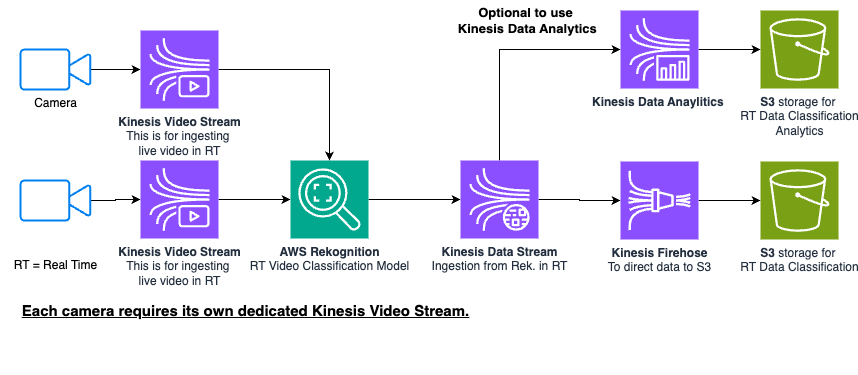 Optional to use
Kinesis Data Analytics
Camera
Kinesis Video Stream
This is for ingesting
live video in RT
Kinesis Data Anaylitics
S3 storage for
RT Data Classification
Analytics
RT = Real Time
Kinesis Video Stream
This is for ingesting
live video in RT
AWS Rekognition
RT Video Classification Model
Kinesis Data Stream
Ingestion from Rek. in RT
Kinesis Firehose
To direct data to S3
S3 storage for
RT Data Classification
Each camera requires its own dedicated Kinesis Video Stream.